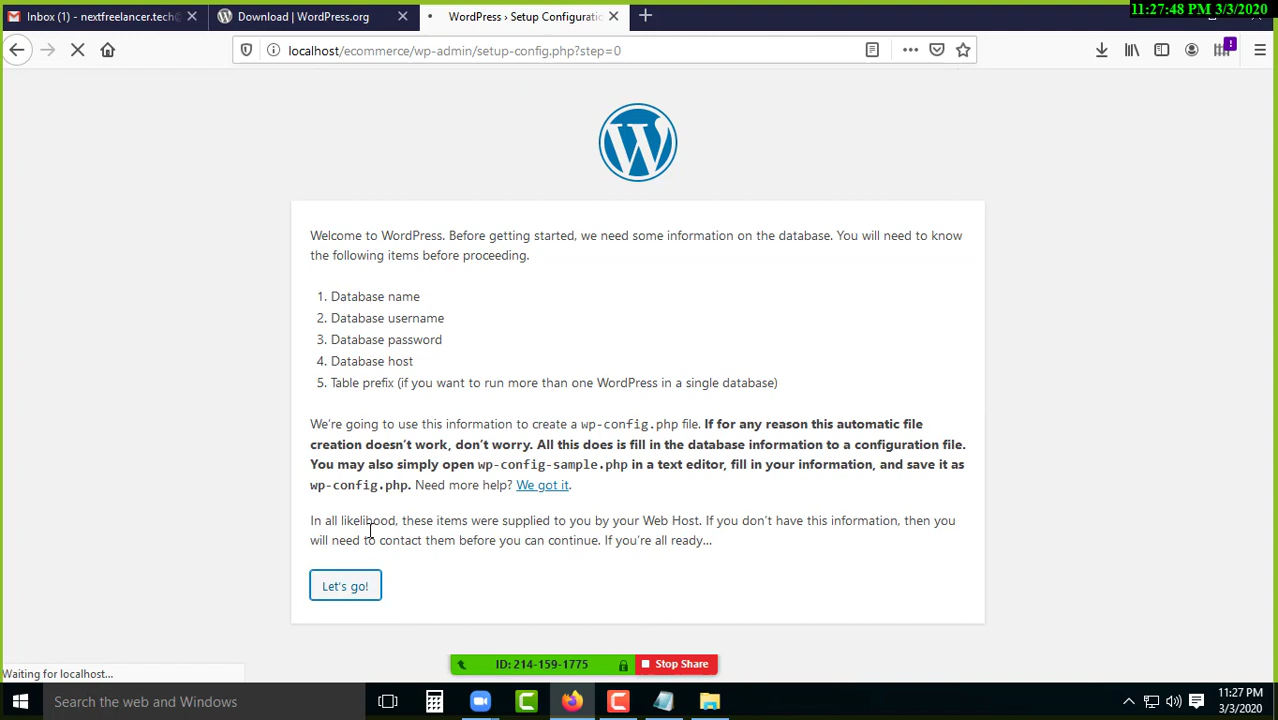 11:27:48 PM 3/3/2020
Inbox (1) - nextfreelancer.tech@
Download | WordPress.org
WordPress › Setup Configuratio
localhost/ecommerce/wp-admin/setup-config.php?step=0
Welcome to WordPress. Before getting started, we need some information on the database. You will need to know
the following items before proceeding.
1. Database name
2. Database username
3. Database password
4. Database host
5. Table prefix (if you want to run more than one WordPress in a single database)
We're going to use this information to create a wp-config.php file. If for any reason this automatic file
creation doesn't work, don't worry. All this does is fill in the database information to a configuration file.
You may also simply open wp-config-sample.php in a text editor, fill in your information, and save it as
wp-config.php. Need more help? We got it.
In all likelihood, these items were supplied to you by your Web Host. If you don't have this information, then you
will need to contact them before you can continue. If you're all ready...
Let's go!
ID: 214-159-1775
Stop Share
Waiting for localhost...
Search the web and Windows
11:27 PM
3/3/2020